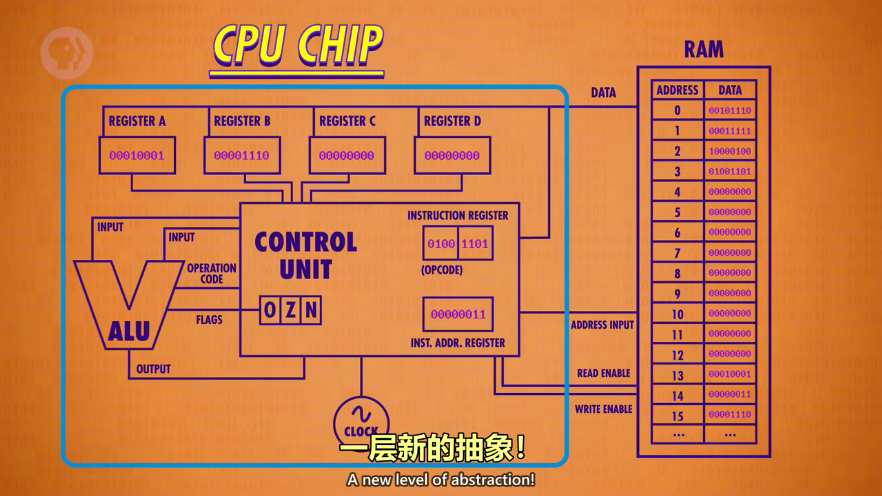 CPU CHIP
RAM
DATA
ADDRESS DATA
0 00101110
1 00011111
2 10000100
3 01001101
4 00000000
5 00000000
6 00000000
7 00000000
8 00000000
9 00000000
10 00000000
11 00000000
12 00000000
13 00010001
14 00000011
15 00001110
... ...
REGISTER A
00010001
REGISTER B
00001110
REGISTER C
00000000
REGISTER D
00000000
INPUT
INPUT
OPERATION
CODE
FLAGS
ALU
OUTPUT
CONTROL
UNIT
O Z N
INSTRUCTION REGISTER
0100 1101
(OPCODE)
00000011
INST. ADDR. REGISTER
ADDRESS INPUT
READ ENABLE
WRITE ENABLE
CLOCK
一层新的抽象！
A new level of abstraction!